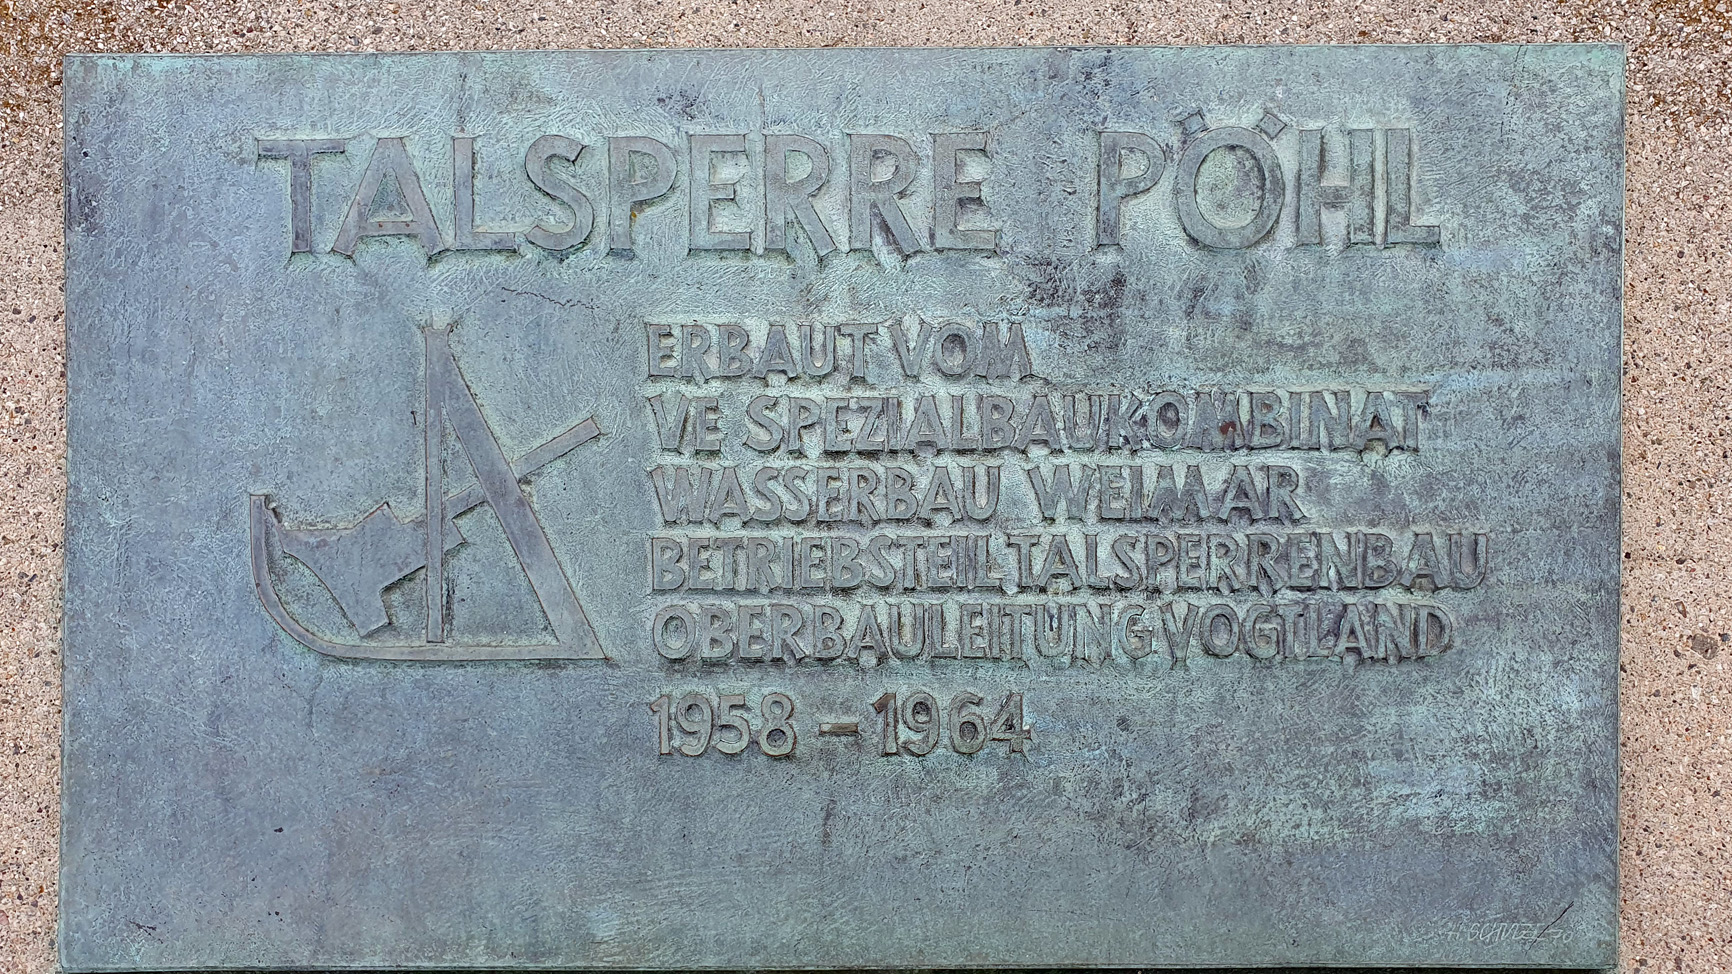 TALSPERRE PÖHL
ERBAUT VOM
VE SPEZIALBAUKOMBINAT
WASSERBAU WEIMAR
BETRIEBSTEIL TALSPERRENBAU
OBERBAULEITUNG VOGTLAND
1958 – 1964